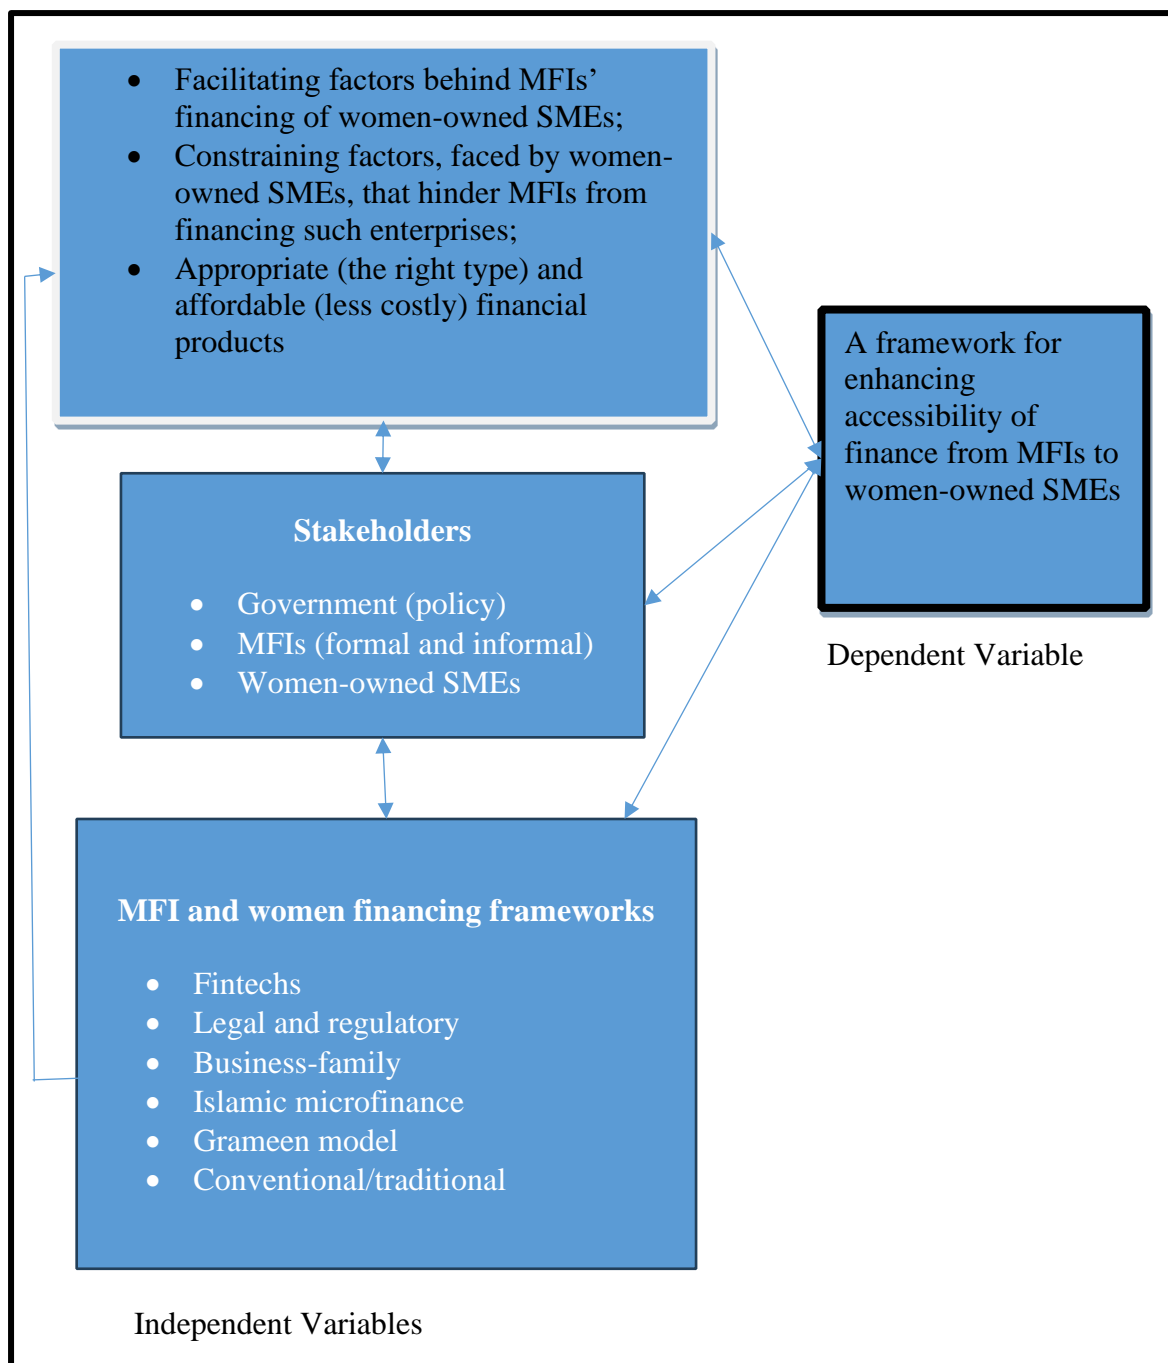 • Facilitating factors behind MFIs’
financing of women-owned SMEs;
• Constraining factors, faced by women-
owned SMEs, that hinder MFIs from
financing such enterprises;
• Appropriate (the right type) and
affordable (less costly) financial
products
A framework for
enhancing
accessibility of
finance from MFIs to
women-owned SMEs
Dependent Variable
Stakeholders
• Government (policy)
• MFIs (formal and informal)
• Women-owned SMEs
MFI and women financing frameworks
• Fintechs
• Legal and regulatory
• Business-family
• Islamic microfinance
• Grameen model
• Conventional/traditional
Independent Variables